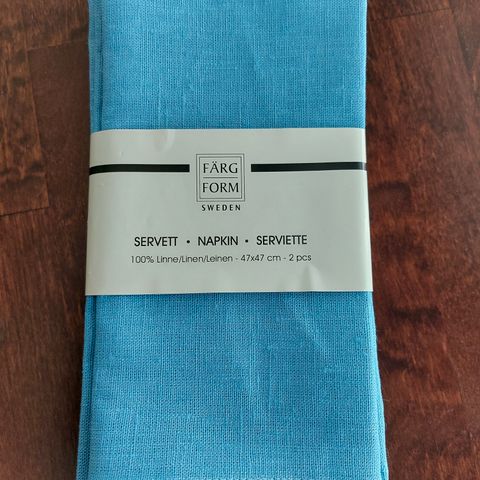 FÄRG
FORM
SWEDEN
SERVETT • NAPKIN • SERVIETTE
100% Linne/Linen/Leinen - 47x47 cm - 2 pcs